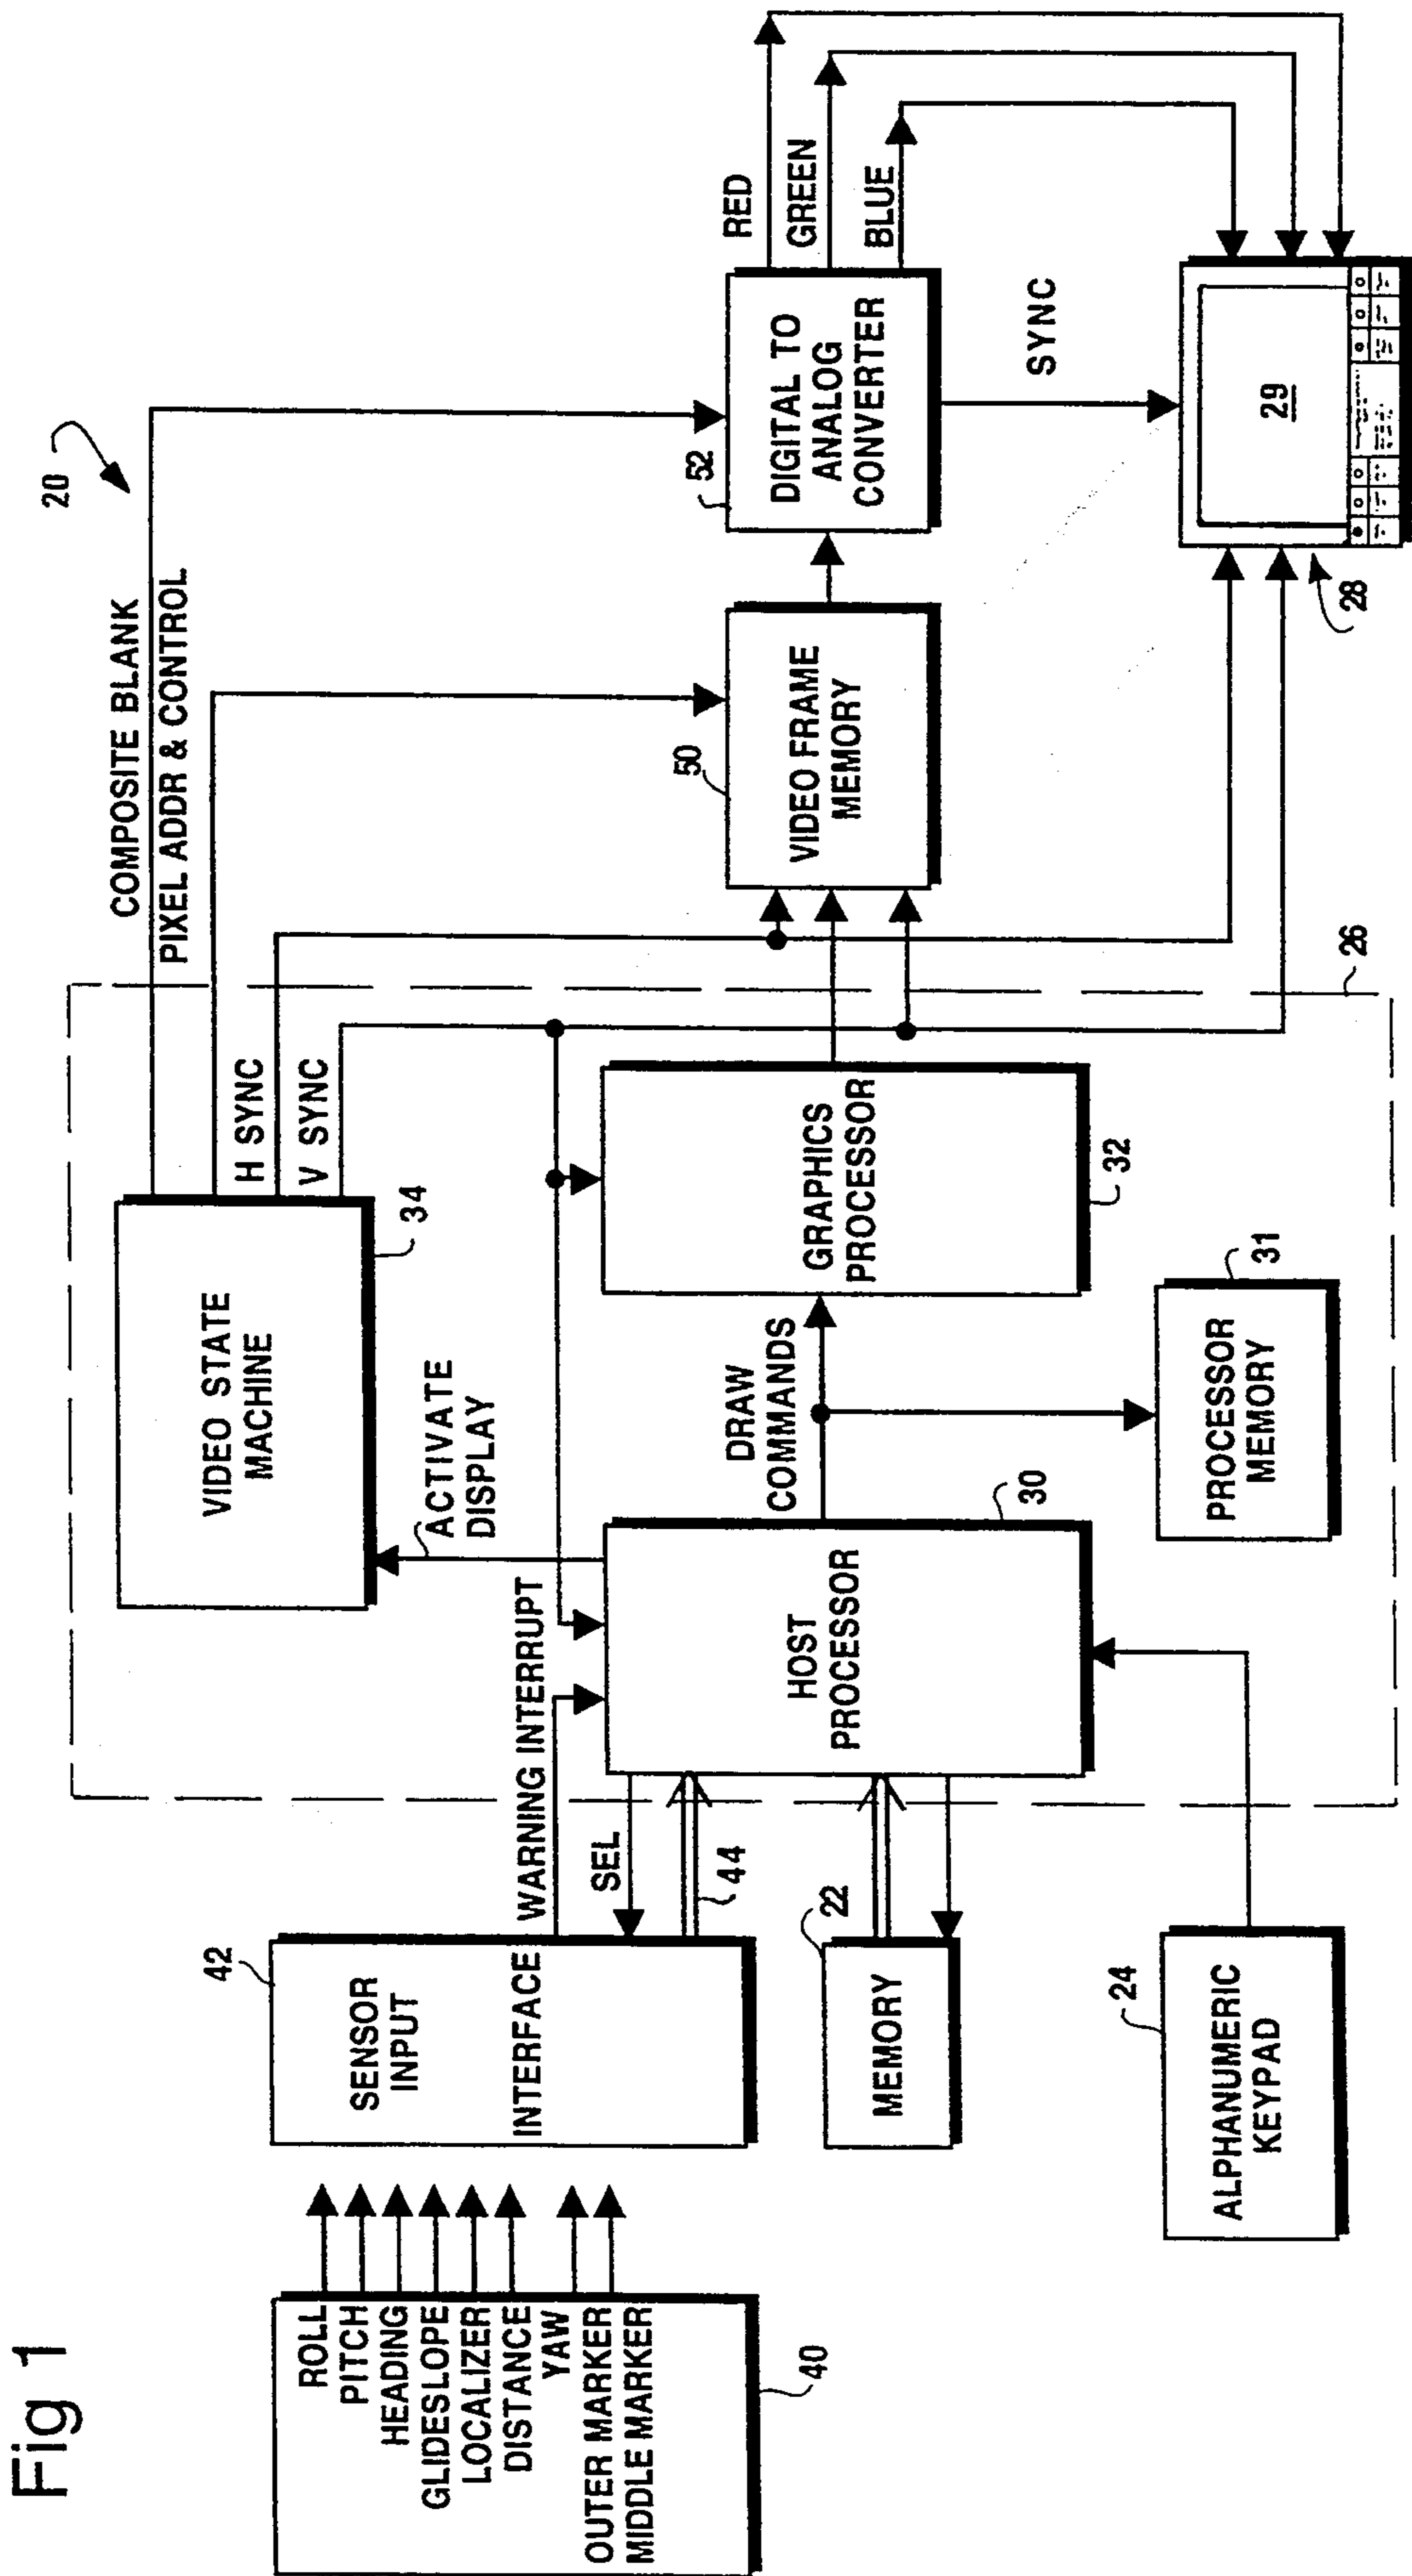 Fig 1
20
COMPOSITE BLANK
PIXEL ADDR & CONTROL
H SYNC
V SYNC
VIDEO STATE
MACHINE
34
ACTIVATE
DISPLAY
WARNING INTERRUPT
SEL
44
42
SENSOR
INPUT
INTERFACE
ROLL
PITCH
HEADING
GLIDESLOPE
LOCALIZER
DISTANCE
YAW
OUTER MARKER
MIDDLE MARKER
40
MEMORY
22
ALPHANUMERIC
KEYPAD
24
HOST
PROCESSOR
30
DRAW
COMMANDS
PROCESSOR
MEMORY
31
GRAPHICS
PROCESSOR
32
26
VIDEO FRAME
MEMORY
50
DIGITAL TO
ANALOG
CONVERTER
52
RED
GREEN
BLUE
SYNC
29
28